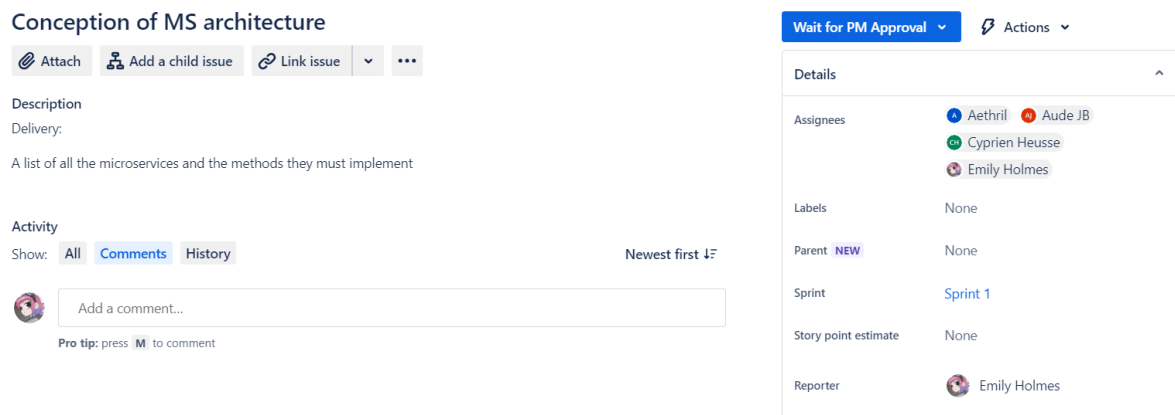 Conception of MS architecture
Attach Add a child issue Link issue
Description
Delivery:
A list of all the microservices and the methods they must implement
Activity
Show: All Comments History Newest first
Add a comment...
Pro tip: press M to comment
Wait for PM Approval Actions
Details
Assignees
A Aethril AJ Aude JB
CH Cyprien Heusse
Emily Holmes
Labels None
Parent NEW None
Sprint Sprint 1
Story point estimate None
Reporter Emily Holmes